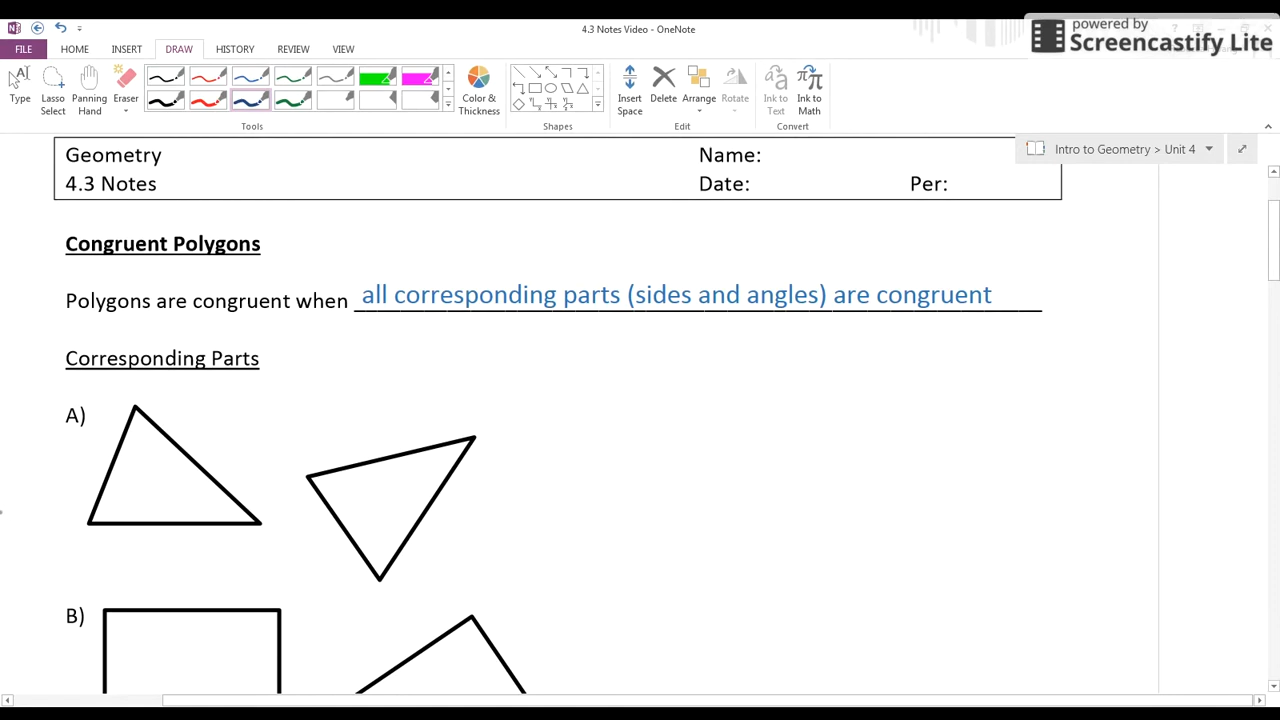 4.3 Notes Video - OneNote
powered by
Screencastify Lite
FILE HOME INSERT DRAW HISTORY REVIEW VIEW
Type
Lasso Select
Panning Hand
Eraser
Color & Thickness
Insert Space
Delete
Arrange
Rotate
Ink to Text
Ink to Math
Tools Shapes Edit Convert
Intro to Geometry > Unit 4
Geometry Name:
4.3 Notes Date: Per:
Congruent Polygons
Polygons are congruent when all corresponding parts (sides and angles) are congruent
Corresponding Parts
A)
B)